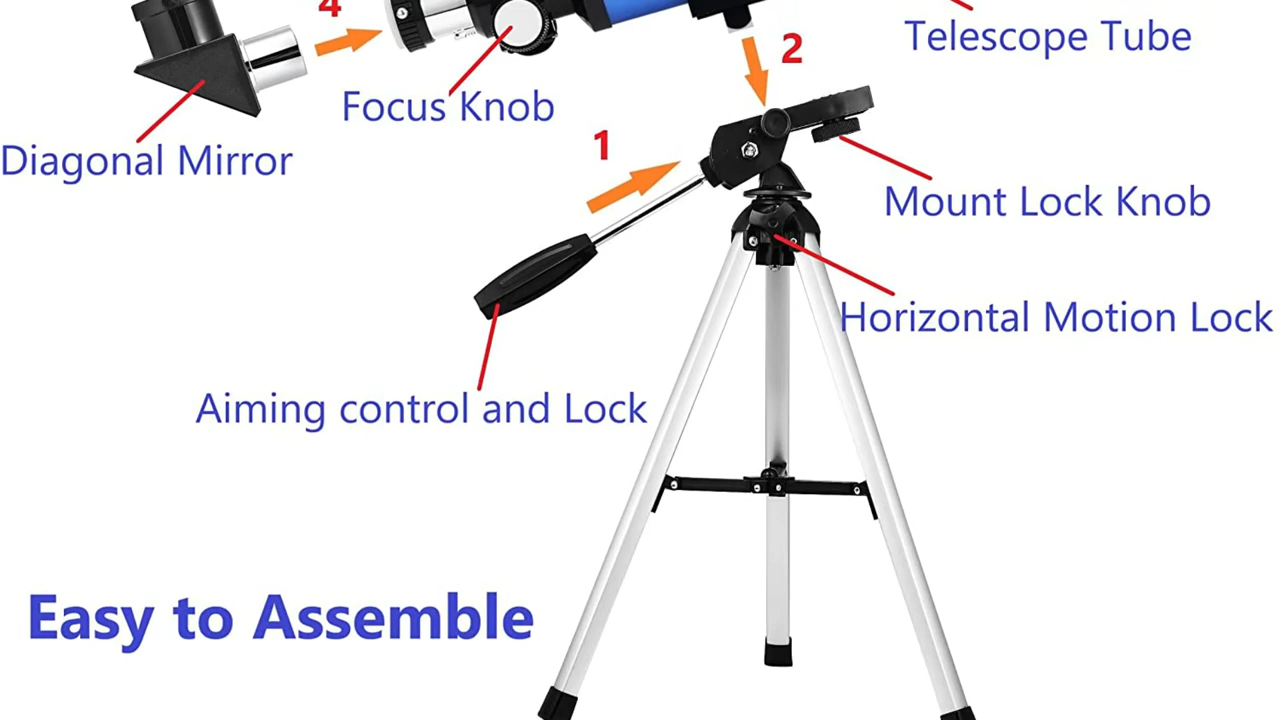 4
Telescope Tube
2
Focus Knob
1
Diagonal Mirror
Mount Lock Knob
Horizontal Motion Lock
Aiming control and Lock
Easy to Assemble